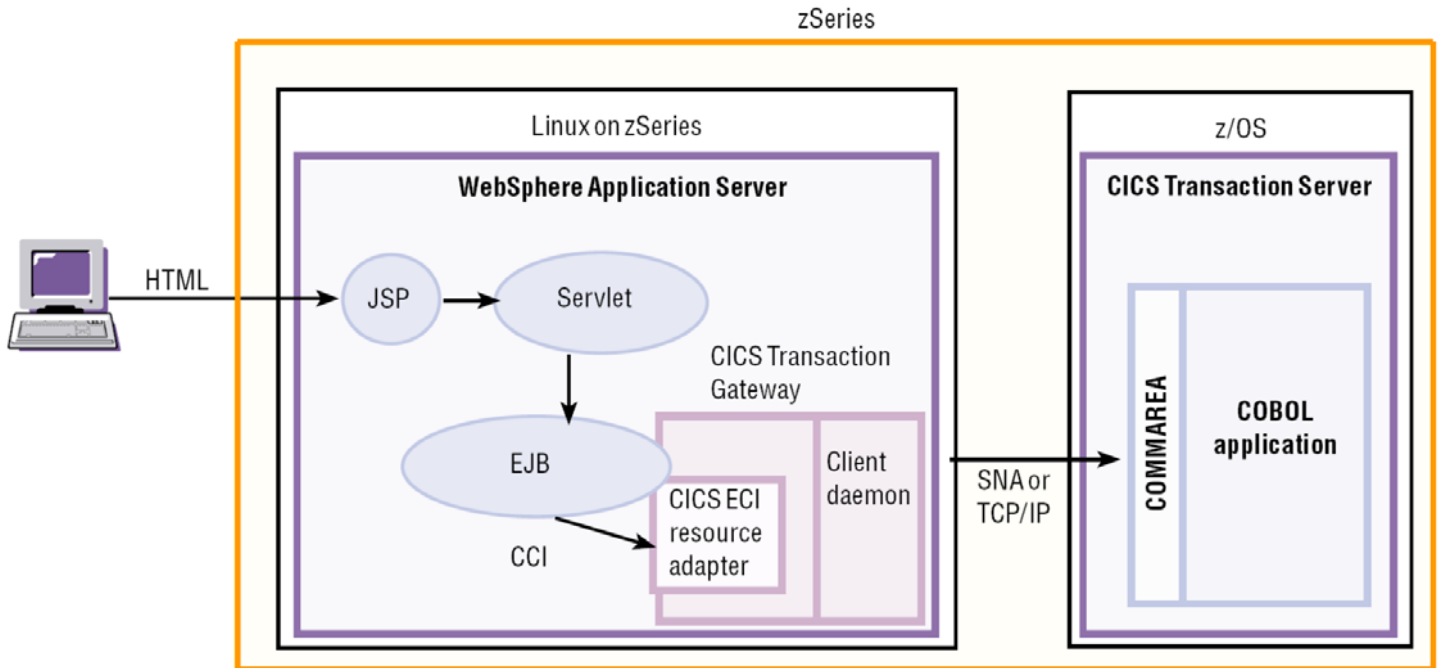 zSeries
Linux on zSeries
WebSphere Application Server
HTML
JSP
Servlet
CICS Transaction
Gateway
EJB
CICS ECI
resource
adapter
Client
daemon
CCI
SNA or
TCP/IP
z/OS
CICS Transaction Server
COMMAREA
COBOL
application